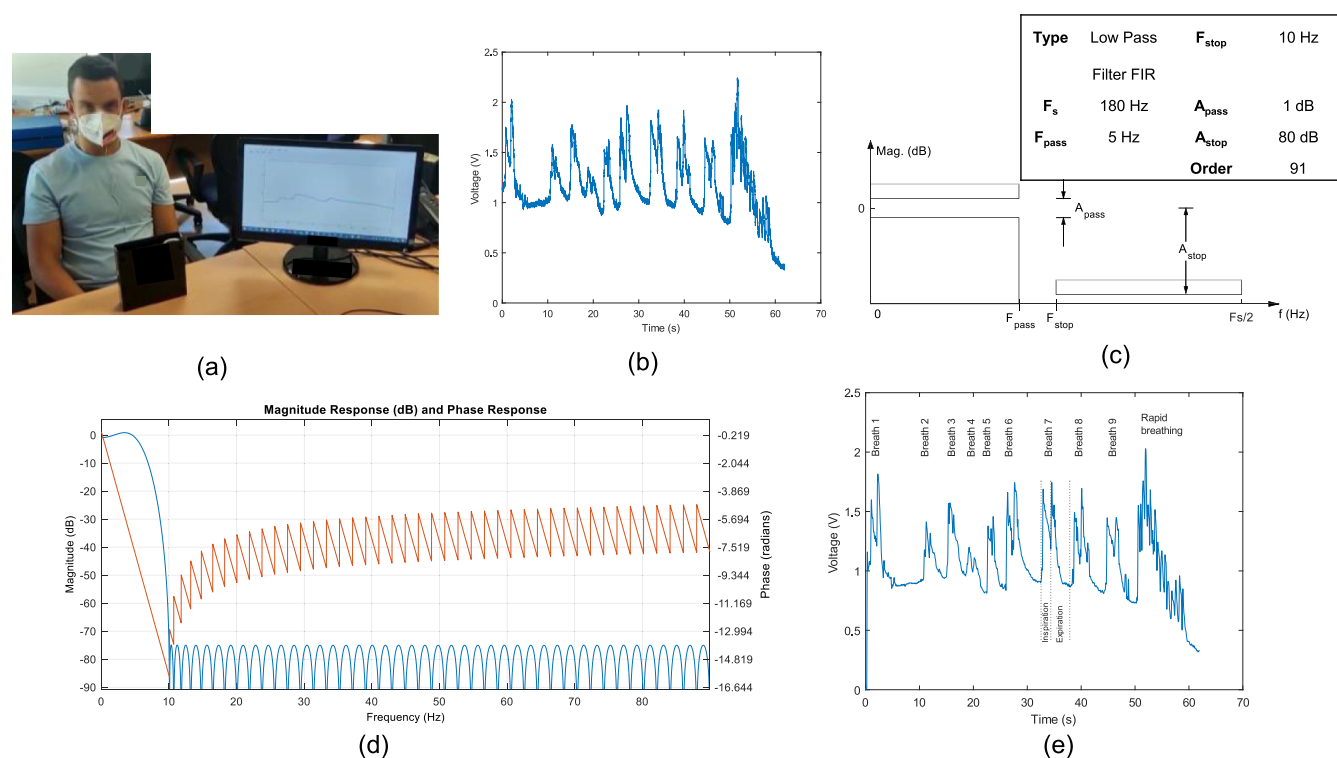 (a)
2.5
2
1.5
1
0.5
0
Voltage (V)
0 10 20 30 40 50 60 70
Time (s)
(b)
Type Low Pass F_stop 10 Hz
Filter FIR
F_s 180 Hz A_pass 1 dB
F_pass 5 Hz A_stop 80 dB
Order 91
Mag. (dB)
0
A_pass
A_stop
0 F_pass F_stop Fs/2 f (Hz)
(c)
Magnitude Response (dB) and Phase Response
0
-10
-20
-30
-40
-50
-60
-70
-80
-90
Magnitude (dB)
0 10 20 30 40 50 60 70 80
Frequency (Hz)
-0.219
-2.044
-3.869
-5.694
-7.519
-9.344
-11.169
-12.994
-14.819
-16.644
Phase (radians)
(d)
2.5
2
1.5
1
0.5
0
Voltage (V)
Breath 1
Breath 2
Breath 3
Breath 4
Breath 5
Breath 6
Breath 7
Breath 8
Breath 9
Rapid
breathing
Inspiration
Expiration
0 10 20 30 40 50 60 70
Time (s)
(e)